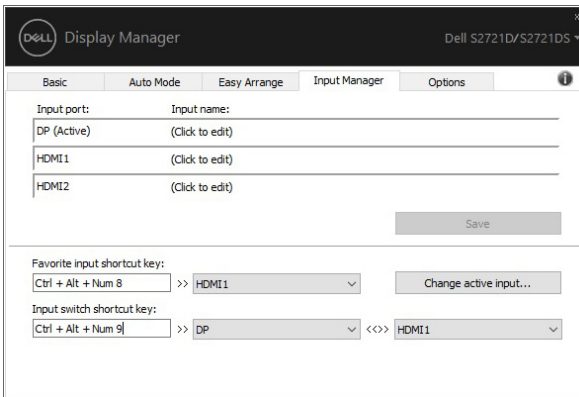 DELL Display Manager Dell S2721D/S2721DS
Basic Auto Mode Easy Arrange Input Manager Options
Input port: Input name:
DP (Active) (Click to edit)
HDMI1 (Click to edit)
HDMI2 (Click to edit)
Save
Favorite input shortcut key:
Ctrl + Alt + Num 8 >> HDMI1 Change active input...
Input switch shortcut key:
Ctrl + Alt + Num 9 >> DP <<>> HDMI1